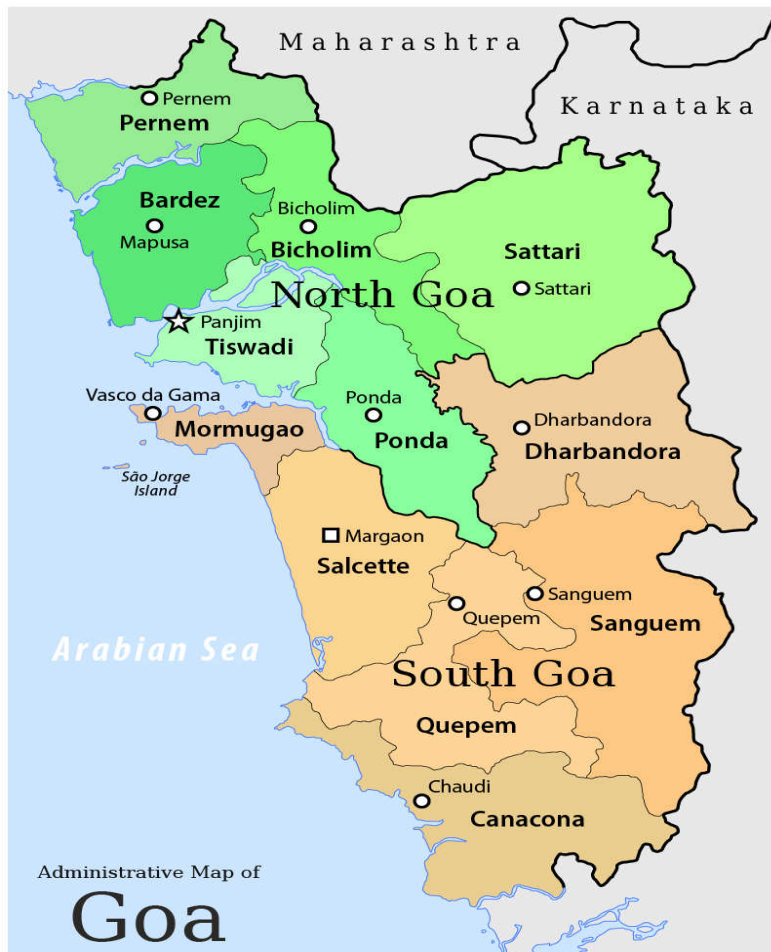 Maharashtra
Karnataka
Pernem
Pernem
Bardez
Mapusa
Bicholim
Bicholim
Sattari
Sattari
North Goa
Panjim
Tiswadi
Vasco da Gama
Mormugao
Ponda
Ponda
Dharbandora
Dharbandora
São Jorge
Island
Margaon
Salcette
Sanguem
Sanguem
Quepem
Arabian Sea
South Goa
Quepem
Chaudi
Canacona
Administrative Map of
Goa